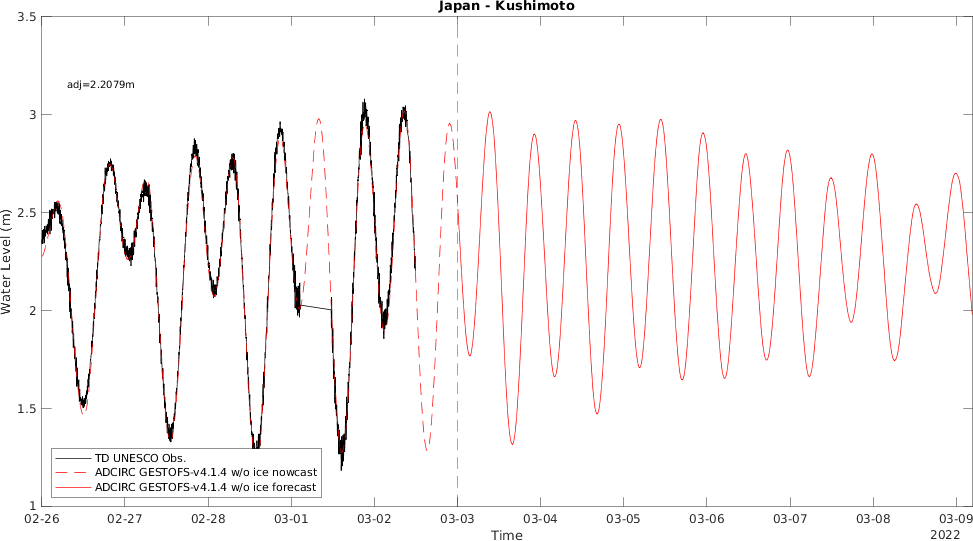 Japan - Kushimoto
3.5
adj=2.2079m
3
2.5
Water Level (m)
2
1.5
TD UNESCO Obs.
ADCIRC GESTOFS-v4.1.4 w/o ice nowcast
ADCIRC GESTOFS-v4.1.4 w/o ice forecast
1
02-26 02-27 02-28 03-01 03-02 03-03 03-04 03-05 03-06 03-07 03-08 03-09
Time 2022